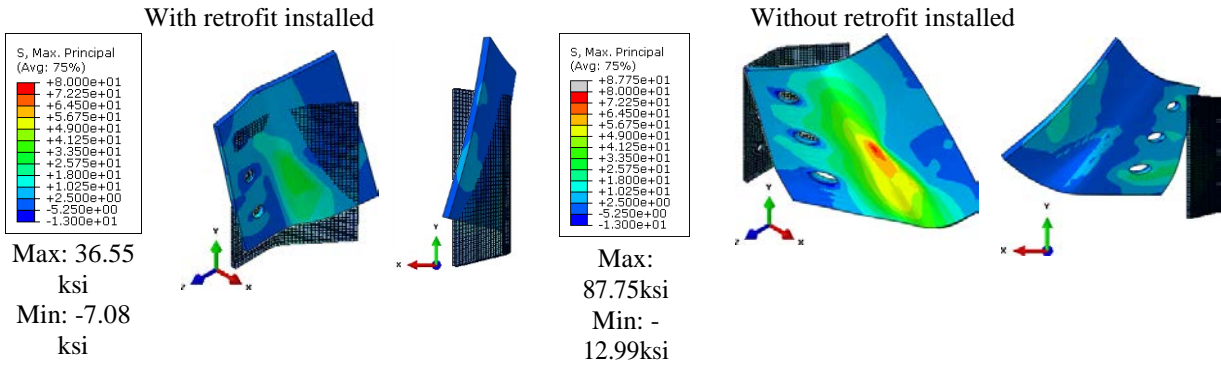 With retrofit installed
S, Max. Principal
(Avg: 75%)
+8.000e+01
+7.225e+01
+6.450e+01
+5.675e+01
+4.900e+01
+4.125e+01
+3.350e+01
+2.575e+01
+1.800e+01
+1.025e+01
+2.500e+00
-5.250e+00
-1.300e+01
Max: 36.55
ksi
Min: -7.08
ksi
Y
Z
X
Y
X
Without retrofit installed
S, Max. Principal
(Avg: 75%)
+8.775e+01
+8.000e+01
+7.225e+01
+6.450e+01
+5.675e+01
+4.900e+01
+4.125e+01
+3.350e+01
+2.575e+01
+1.800e+01
+1.025e+01
+2.500e+00
-5.250e+00
-1.300e+01
Max:
87.75ksi
Min: -
12.99ksi
Y
Z
X
Y
X